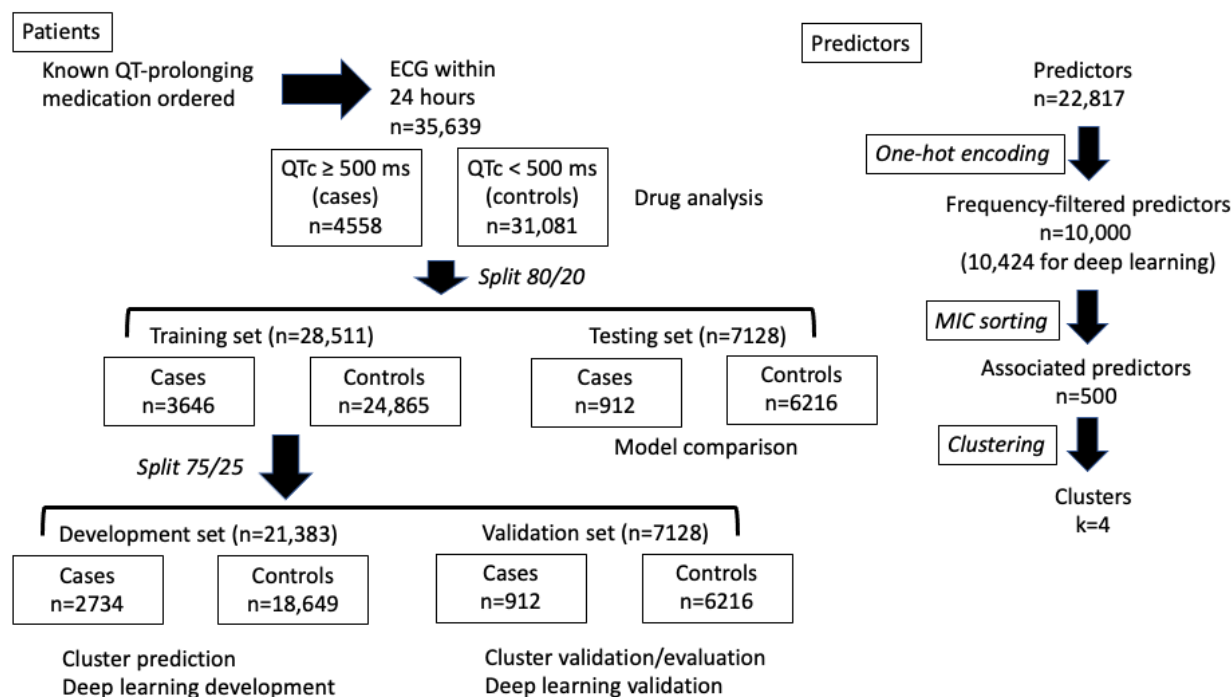 Patients
Known QT-prolonging
medication ordered
ECG within
24 hours
n=35,639
QTc ≥ 500 ms
(cases)
n=4558
QTc < 500 ms
(controls)
n=31,081
Drug analysis
Split 80/20
Training set (n=28,511)
Cases
n=3646
Controls
n=24,865
Testing set (n=7128)
Cases
n=912
Controls
n=6216
Model comparison
Split 75/25
Development set (n=21,383)
Cases
n=2734
Controls
n=18,649
Cluster prediction
Deep learning development
Validation set (n=7128)
Cases
n=912
Controls
n=6216
Cluster validation/evaluation
Deep learning validation
Predictors
Predictors
n=22,817
One-hot encoding
Frequency-filtered predictors
n=10,000
(10,424 for deep learning)
MIC sorting
Associated predictors
n=500
Clustering
Clusters
k=4